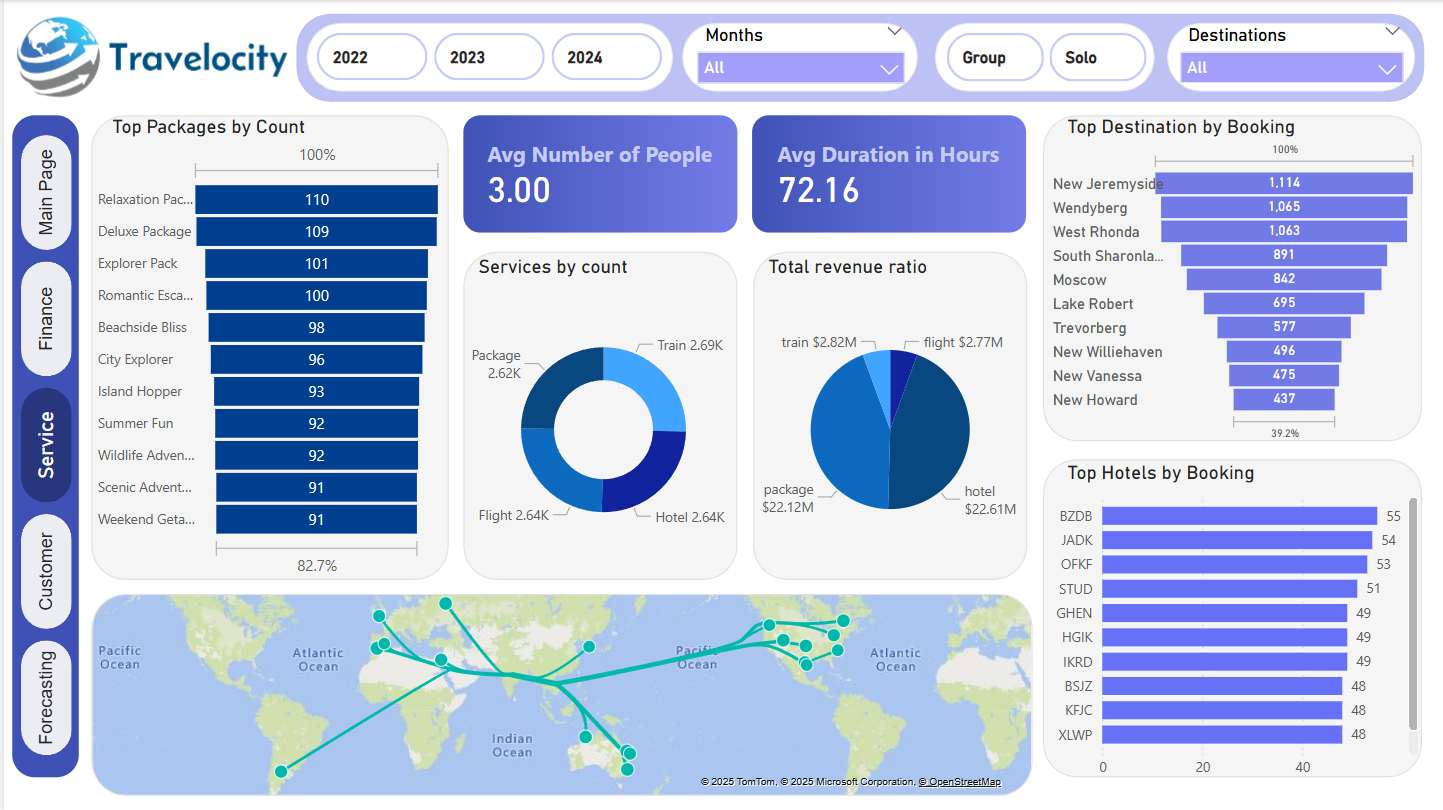 Travelocity
2022
2023
2024
Months
All
Group
Solo
Destinations
All
Main Page
Finance
Service
Customer
Forecasting
Top Packages by Count
100%
Relaxation Pac... 110
Deluxe Package 109
Explorer Pack 101
Romantic Esca... 100
Beachside Bliss 98
City Explorer 96
Island Hopper 93
Summer Fun 92
Wildlife Adven... 92
Scenic Advent... 91
Weekend Geta... 91
82.7%
Avg Number of People
3.00
Avg Duration in Hours
72.16
Services by count
Train 2.69K
Package
2.62K
Flight 2.64K
Hotel 2.64K
Total revenue ratio
train $2.82M
flight $2.77M
package
$22.12M
hotel
$22.61M
Top Destination by Booking
100%
New Jeremyside 1,114
Wendyberg 1,065
West Rhonda 1,063
South Sharonla... 891
Moscow 842
Lake Robert 695
Trevorberg 577
New Williehaven 496
New Vanessa 475
New Howard 437
39.2%
Top Hotels by Booking
BZDB 55
JADK 54
OFKF 53
STUD 51
GHEN 49
HGIK 49
IKRD 49
BSJZ 48
KFJC 48
XLWP 48
0 20 40
Pacific
Ocean
Atlantic
Ocean
Indian
Ocean
Pacific
Ocean
Atlantic
Ocean
© 2025 TomTom, © 2025 Microsoft Corporation, © OpenStreetMap